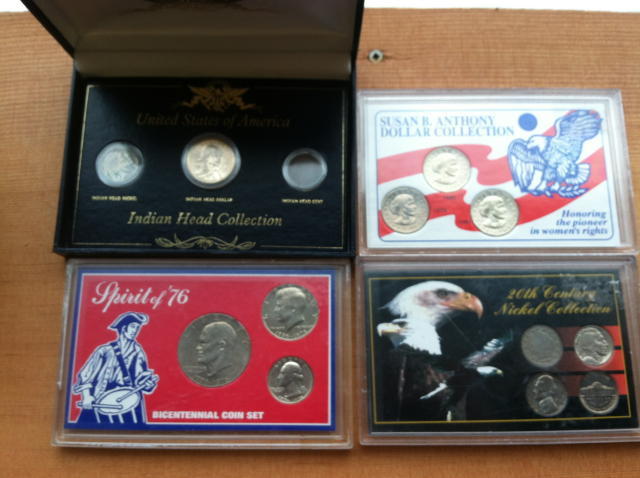 United States of America
INDIAN HEAD NICKEL
INDIAN HEAD DOLLAR
INDIAN HEAD CENT
Indian Head Collection
SUSAN B. ANTHONY
DOLLAR COLLECTION
Honoring
the pioneer
in women's rights
Spirit of '76
BICENTENNIAL COIN SET
20th Century
Nickel Collection